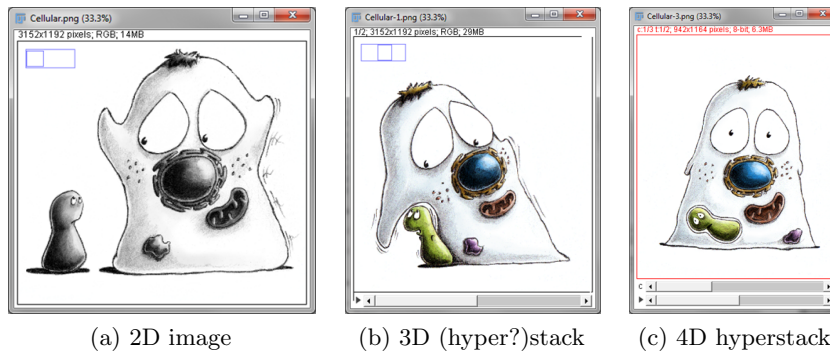 Cellular.png (33.3%)
3152x1192 pixels; RGB; 14MB
Cellular-1.png (33.3%)
1/2; 3152x1192 pixels; RGB; 29MB
Cellular-3.png (33.3%)
c:1/3 t:1/2; 942x1164 pixels; 8-bit; 6.3MB
c
(a) 2D image
(b) 3D (hyper?)stack
(c) 4D hyperstack